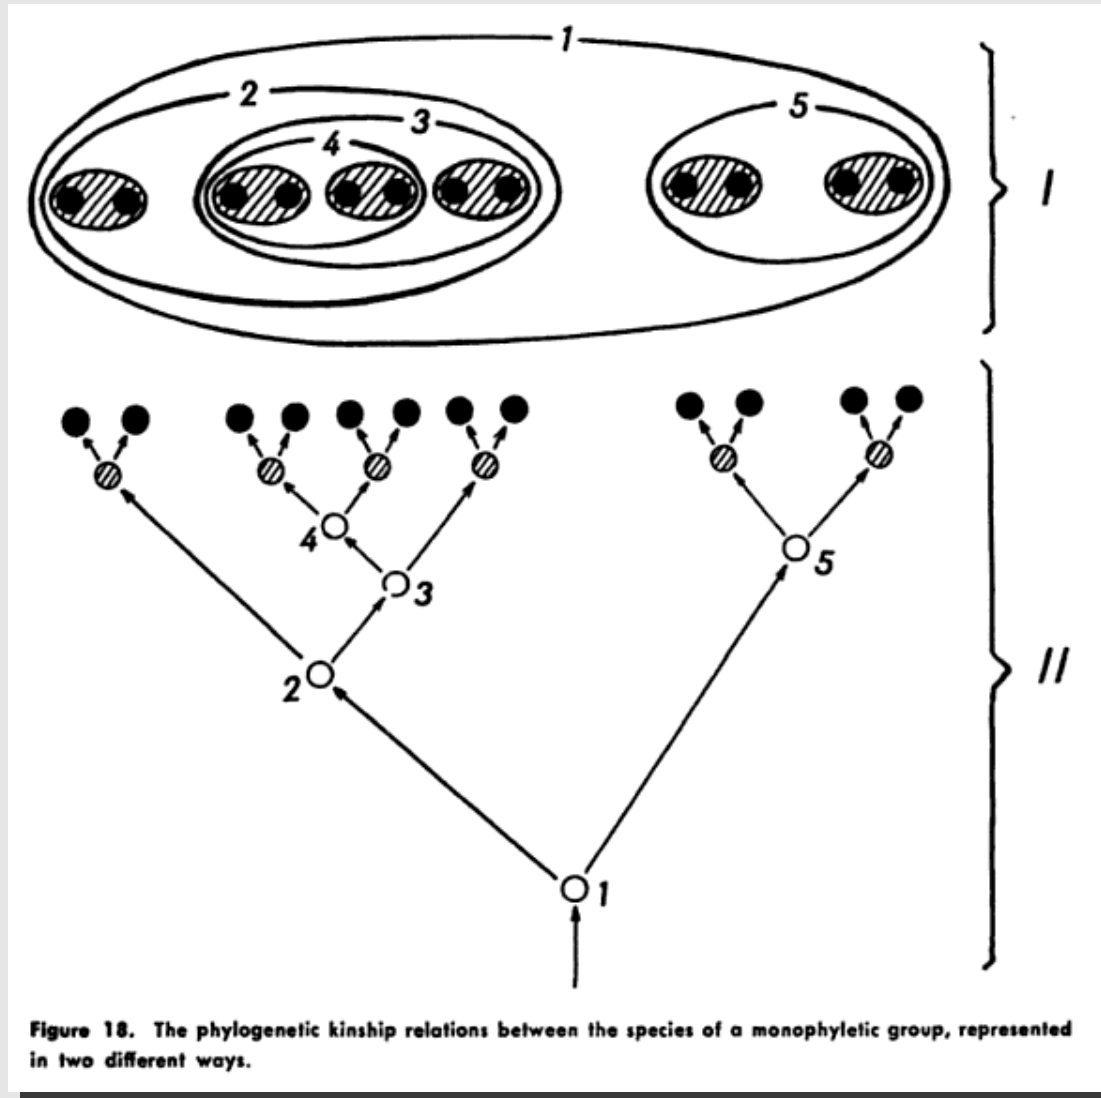 1
2
3
4
5
I
4
3
5
2
II
1
Figure 18. The phylogenetic kinship relations between the species of a monophyletic group, represented
in two different ways.